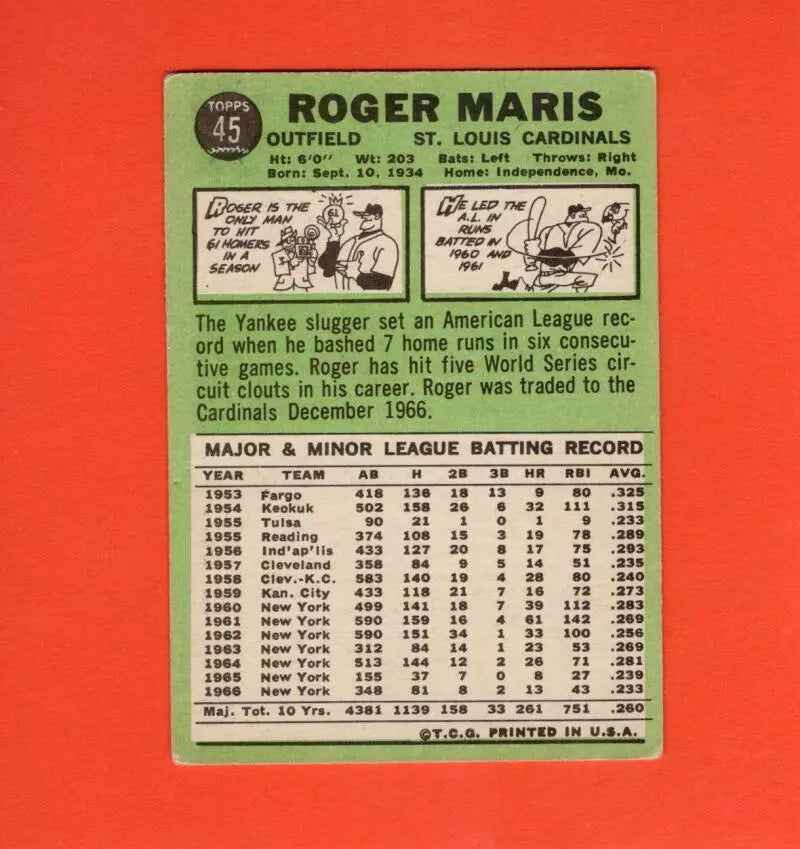 TOPPS
45
ROGER MARIS
OUTFIELD ST. LOUIS CARDINALS
Ht: 6'0" Wt: 203 Bats: Left Throws: Right
Born: Sept. 10, 1934 Home: Independence, Mo.
ROGER IS THE
ONLY MAN
TO HIT
61 HOMERS
IN A
SEASON
61
HE LED THE
A.L. IN
RUNS
BATTED IN
1960 AND
1961
The Yankee slugger set an American League rec-
ord when he bashed 7 home runs in six consecu-
tive games. Roger has hit five World Series cir-
cuit clouts in his career. Roger was traded to the
Cardinals December 1966.
MAJOR & MINOR LEAGUE BATTING RECORD
YEAR TEAM AB H 2B 3B HR RBI AVG.
1953 Fargo 418 136 18 13 9 80 .325
1954 Keokuk 502 158 26 6 32 111 .315
1955 Tulsa 90 21 1 0 1 9 .233
1955 Reading 374 108 15 3 19 78 .289
1956 Ind'ap'lis 433 127 20 8 17 75 .293
1957 Cleveland 358 84 9 5 14 51 .235
1958 Clev.-K.C. 583 140 19 4 28 80 .240
1959 Kan. City 433 118 21 7 16 72 .273
1960 New York 499 141 18 7 39 112 .283
1961 New York 590 159 16 4 61 142 .269
1962 New York 590 151 34 1 33 100 .256
1963 New York 312 84 14 1 23 53 .269
1964 New York 513 144 12 2 26 71 .281
1965 New York 155 37 7 0 8 27 .239
1966 New York 348 81 8 2 13 43 .233
Maj. Tot. 10 Yrs. 4381 1139 158 33 261 751 .260
©T.C.G. PRINTED IN U.S.A.